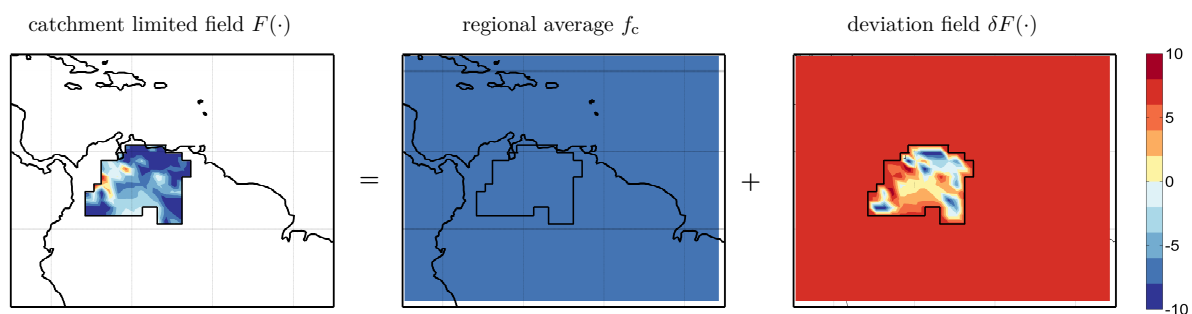 catchment limited field F(·)
regional average f_c
deviation field δF(·)
=
+
10
5
0
-5
-10